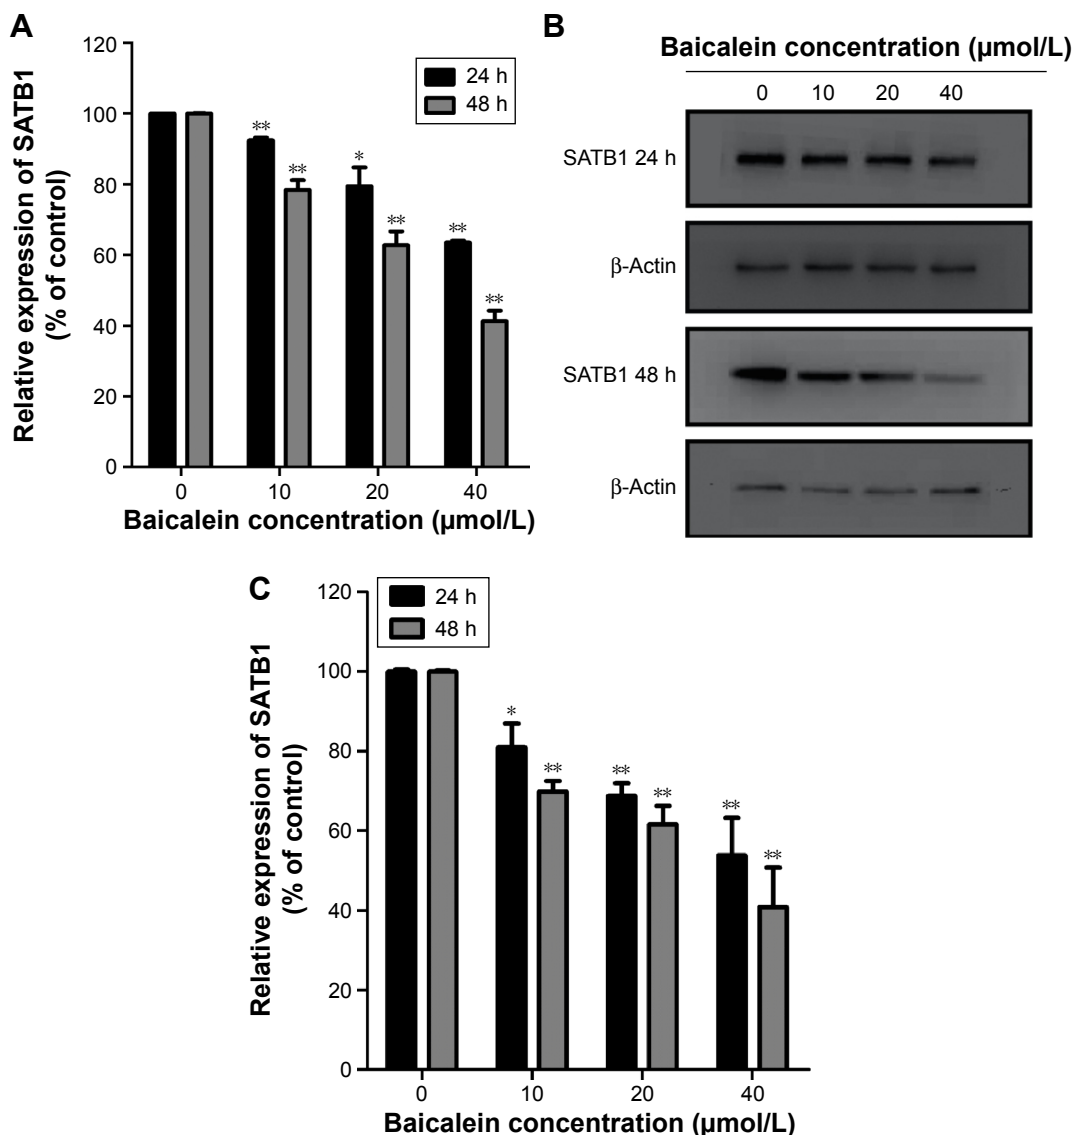 A
Relative expression of SATB1
(% of control)
120
100
80
60
40
20
0
24 h
48 h
**
**
*
**
**
**
0
10
20
40
Baicalein concentration (µmol/L)
B
Baicalein concentration (µmol/L)
0 10 20 40
SATB1 24 h
β-Actin
SATB1 48 h
β-Actin
C
Relative expression of SATB1
(% of control)
120
100
80
60
40
20
0
24 h
48 h
*
**
**
**
**
**
0
10
20
40
Baicalein concentration (µmol/L)